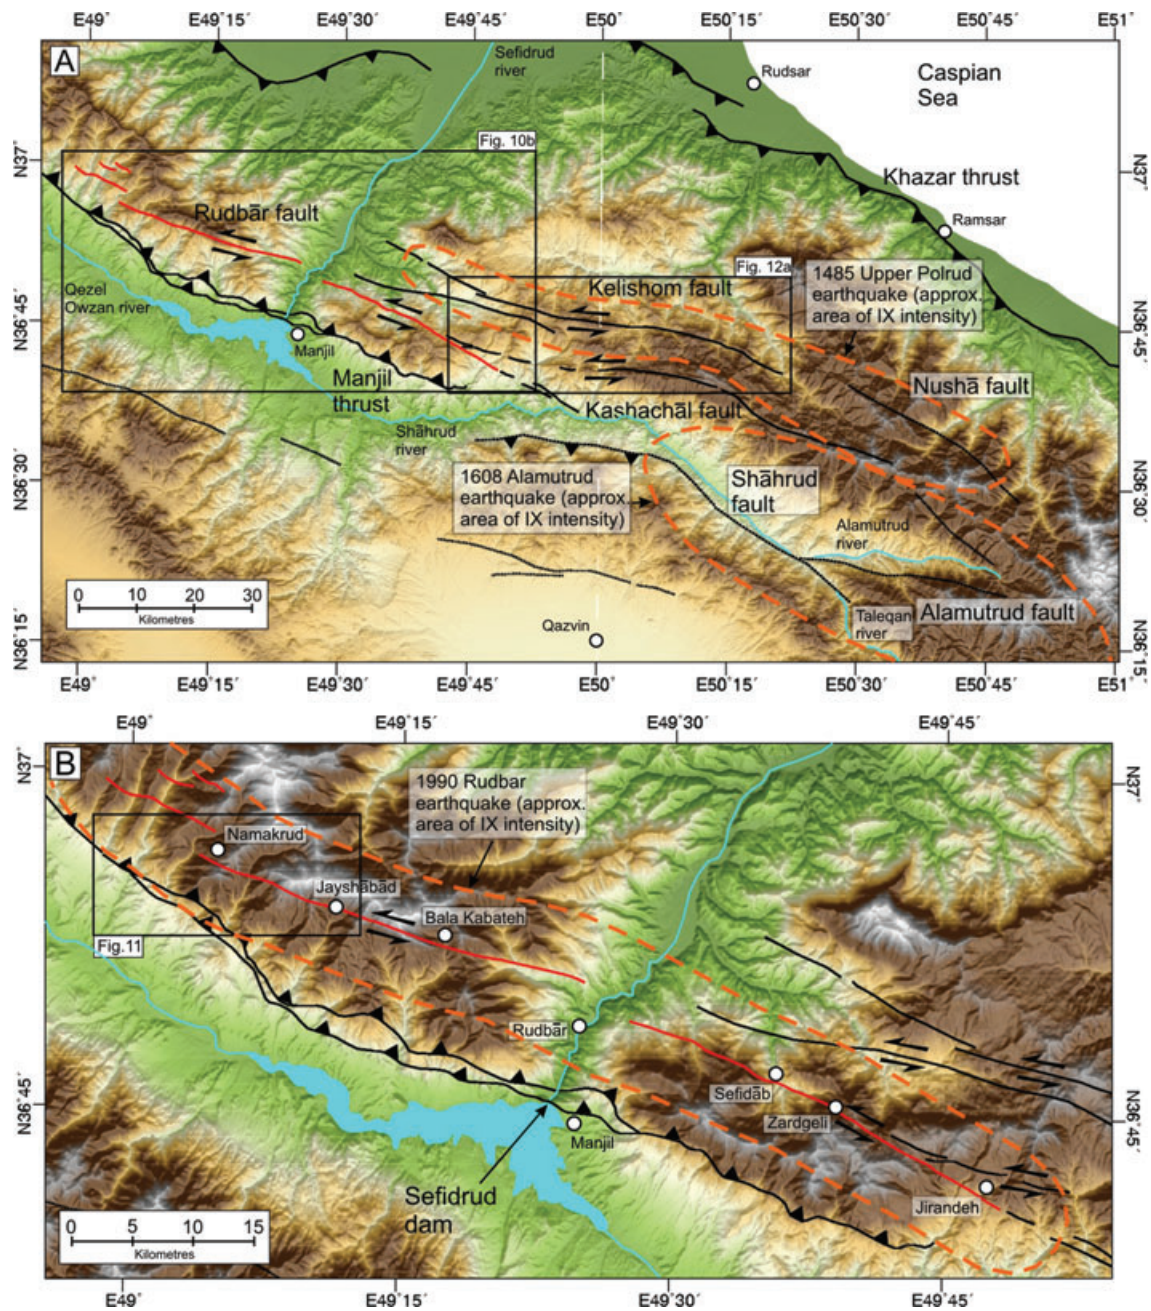 E49° E49°15´ E49°30´ E49°45´ E50° E50°15´ E50°30´ E50°45´ E51°
A
Sefidrud
river
Rudsar
Caspian
Sea
Fig. 10b
N37°
N37°
Khazar thrust
Rudbār fault
Ramsar
Fig. 12a
1485 Upper Polrud
earthquake (approx.
area of IX intensity)
Kelishom fault
Qezel
Owzan river
N36°45´
N36°45´
Manjil
Manjil
thrust
Nushā fault
Kashachāl fault
Shāhrud
river
N36°30´
N36°30´
1608 Alamutrud
earthquake (approx.
area of IX intensity)
Shāhrud
fault
Alamutrud
river
0 10 20 30
Kilometres
Qazvin
Taleqan
river
Alamutrud fault
N36°15´
N36°15´
E49° E49°15´ E49°30´ E49°45´ E50° E50°15´ E50°30´ E50°45´ E51°
E49° E49°15´ E49°30´ E49°45´
B
N37°
N37°
1990 Rudbar
earthquake (approx.
area of IX intensity)
Namakrud
Jayshābād
Bala Kabateh
Fig.11
Rudbār
Sefidāb
Zardgeli
N36°45´
N36°45´
Manjil
Sefidrud
dam
Jirandeh
0 5 10 15
Kilometres
E49° E49°15´ E49°30´ E49°45´